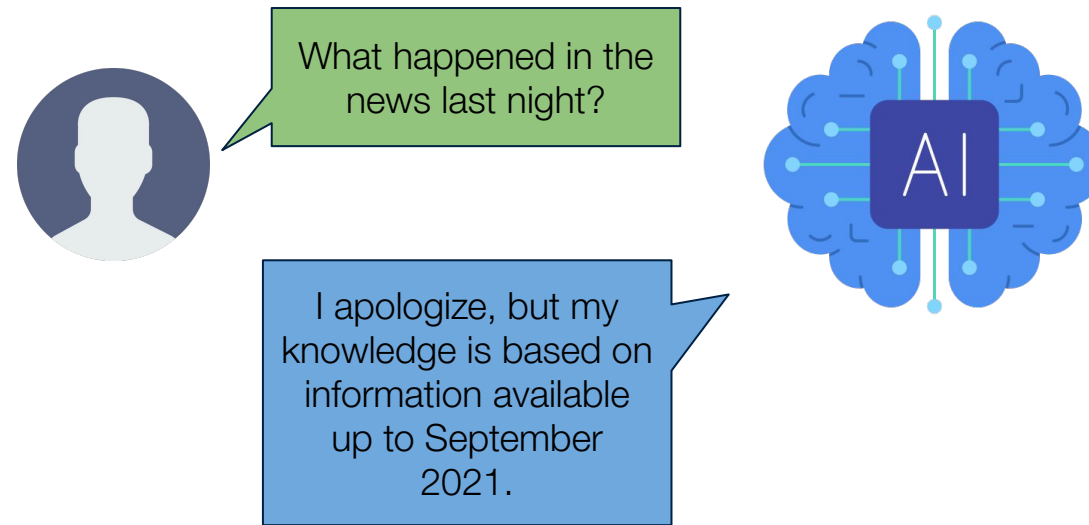 What happened in the
news last night?
AI
I apologize, but my
knowledge is based on
information available
up to September
2021.